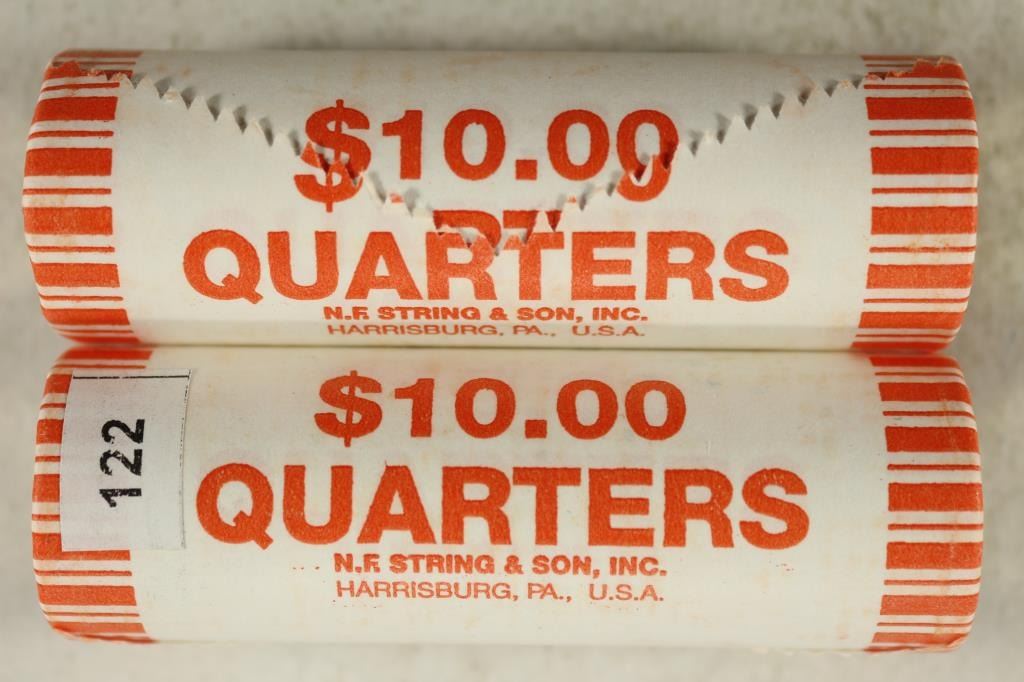 $10.00
QUARTERS
N.F. STRING & SON, INC.
HARRISBURG, PA., U.S.A.
122
$10.00
QUARTERS
N.F. STRING & SON, INC.
HARRISBURG, PA., U.S.A.